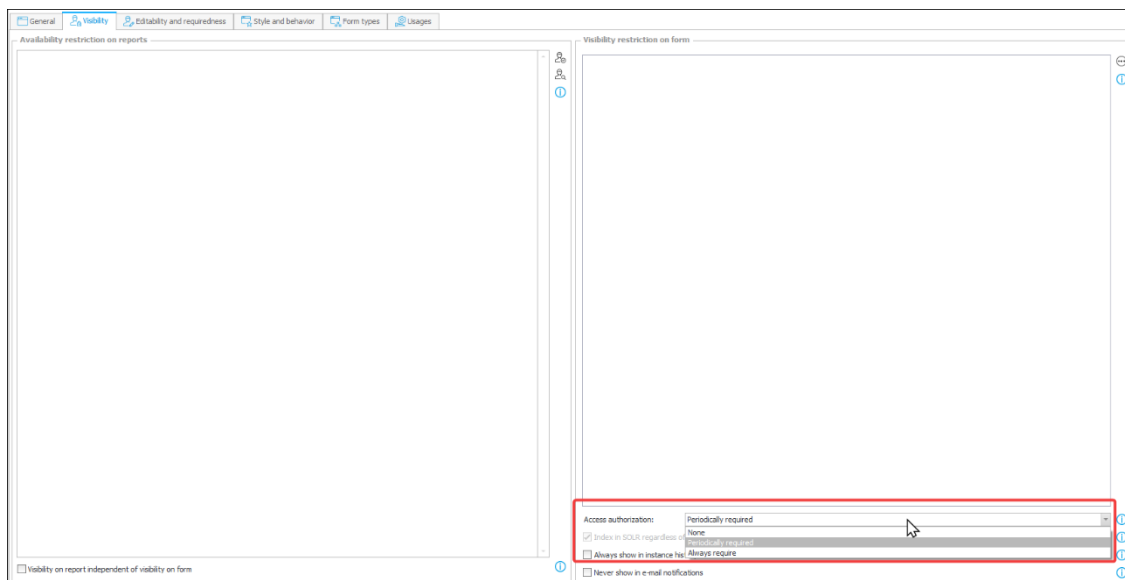 General Visibility Editability and requiredness Style and behavior Form types Usages
Availability restriction on reports
Visibility on report independent of visibility on form
Visibility restriction on form
Access authorization: Periodically required
None
Periodically required
Always require
Index in SOLR regardless of
Always show in instance his
Never show in e-mail notifications